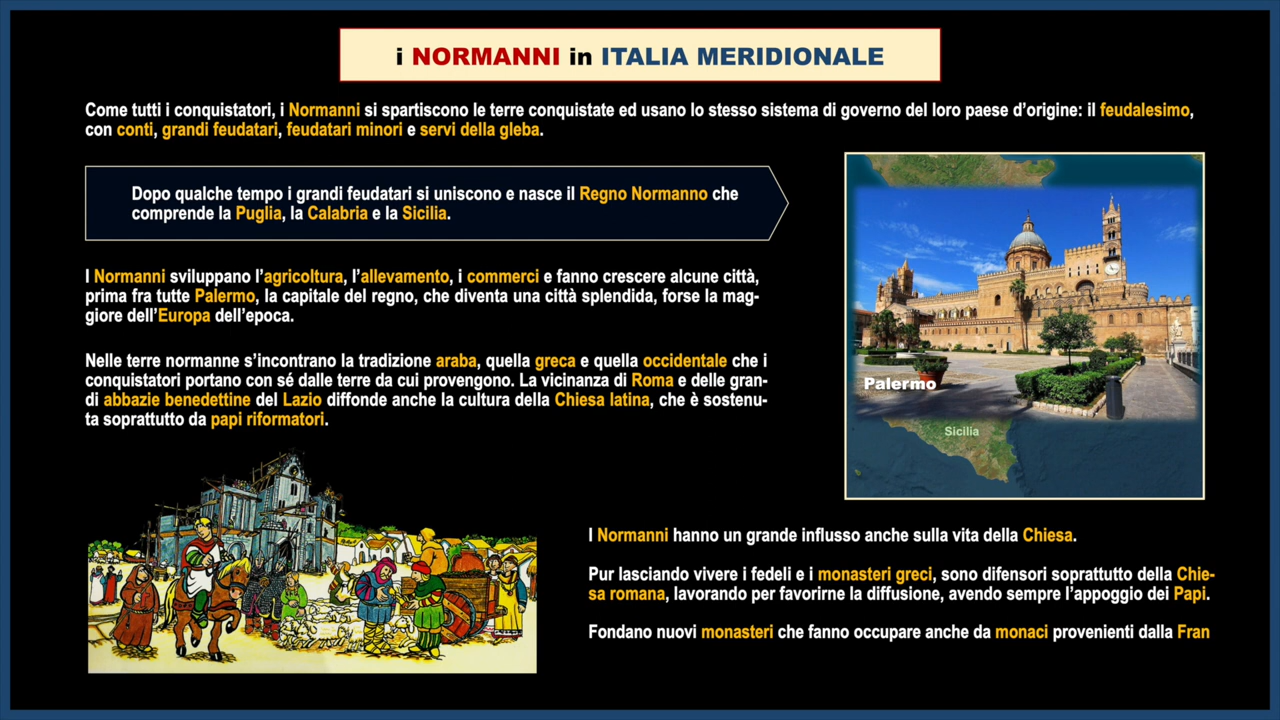 i NORMANNI in ITALIA MERIDIONALE
Come tutti i conquistatori, i Normanni si spartiscono le terre conquistate ed usano lo stesso sistema di governo del loro paese d'origine: il feudalesimo,
con conti, grandi feudatari, feudatari minori e servi della gleba.
Dopo qualche tempo i grandi feudatari si uniscono e nasce il Regno Normanno che
comprende la Puglia, la Calabria e la Sicilia.
I Normanni sviluppano l'agricoltura, l'allevamento, i commerci e fanno crescere alcune città,
prima fra tutte Palermo, la capitale del regno, che diventa una città splendida, forse la mag-
giore dell'Europa dell'epoca.
Nelle terre normanne s'incontrano la tradizione araba, quella greca e quella occidentale che i
conquistatori portano con sé dalle terre da cui provengono. La vicinanza di Roma e delle gran-
di abbazie benedettine del Lazio diffonde anche la cultura della Chiesa latina, che è sostenu-
ta soprattutto da papi riformatori.
Palermo
Sicilia
I Normanni hanno un grande influsso anche sulla vita della Chiesa.
Pur lasciando vivere i fedeli e i monasteri greci, sono difensori soprattutto della Chie-
sa romana, lavorando per favorirne la diffusione, avendo sempre l'appoggio dei Papi.
Fondano nuovi monasteri che fanno occupare anche da monaci provenienti dalla Fran